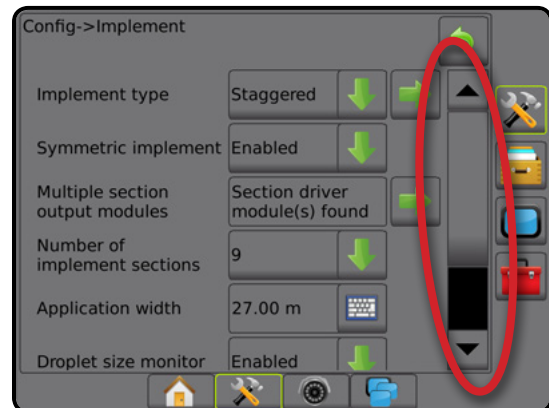 Config->Implement
Implement type Staggered
Symmetric implement Enabled
Multiple section output modules Section driver module(s) found
Number of implement sections 9
Application width 27.00 m
Droplet size monitor Enabled